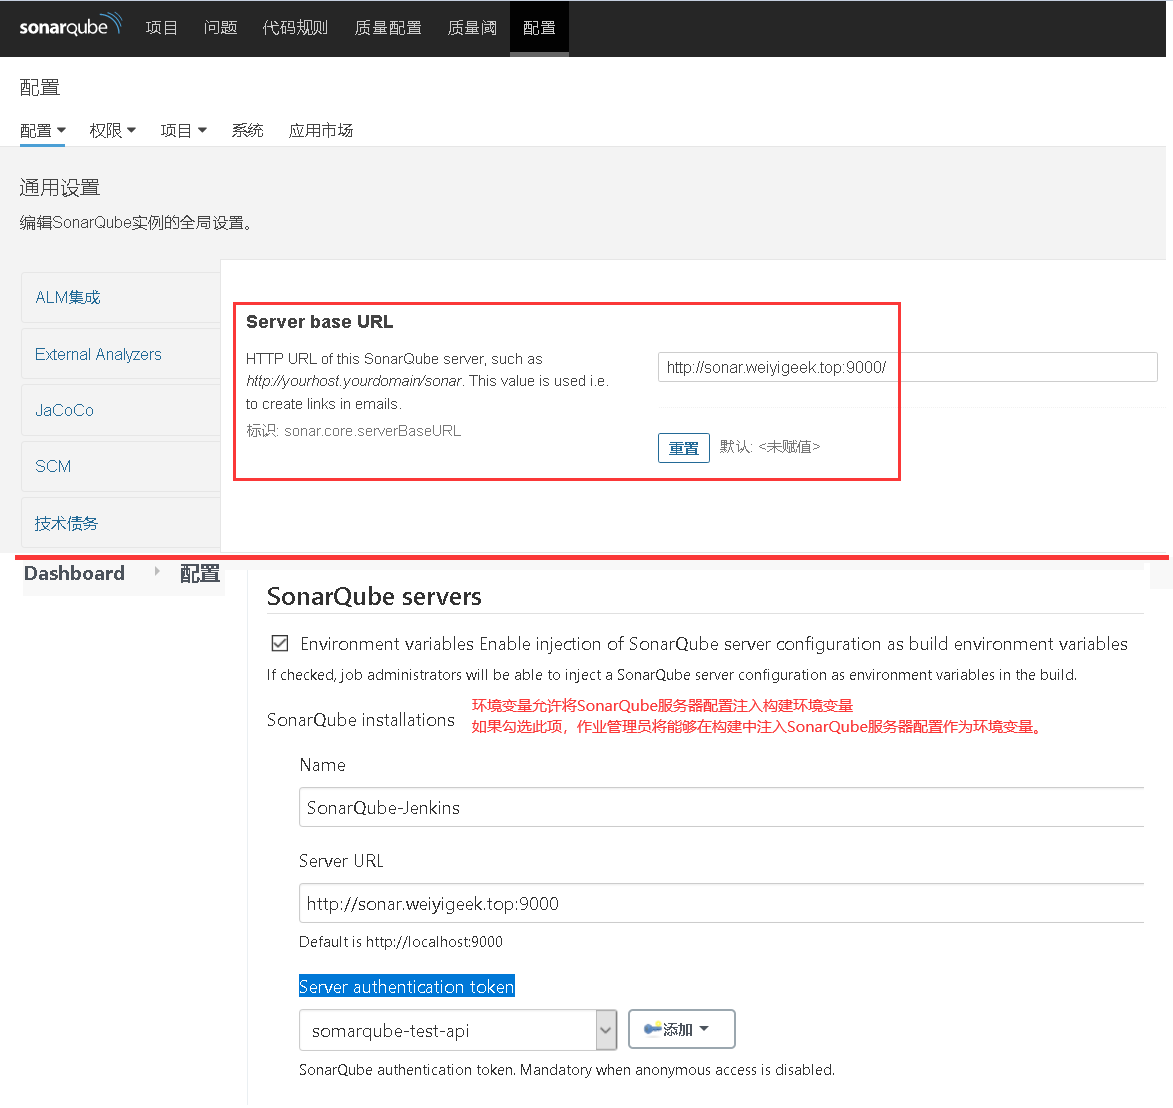 sonarqube 项目 问题 代码规则 质量配置 质量阈 配置
配置
配置 权限 项目 系统 应用市场
通用设置
编辑SonarQube实例的全局设置。
ALM集成
External Analyzers
JaCoCo
SCM
技术债务
Server base URL
HTTP URL of this SonarQube server, such as
http://yourhost.yourdomain/sonar. This value is used i.e.
to create links in emails.
标识: sonar.core.serverBaseURL
http://sonar.weiyigeek.top:9000/
重置 默认: <未赋值>
Dashboard 配置
SonarQube servers
Environment variables Enable injection of SonarQube server configuration as build environment variables
If checked, job administrators will be able to inject a SonarQube server configuration as environment variables in the build.
环境变量允许将SonarQube服务器配置注入构建环境变量
如果勾选此项，作业管理员将能够在构建中注入SonarQube服务器配置作为环境变量。
SonarQube installations
Name
SonarQube-Jenkins
Server URL
http://sonar.weiyigeek.top:9000
Default is http://localhost:9000
Server authentication token
somarqube-test-api 添加
SonarQube authentication token. Mandatory when anonymous access is disabled.